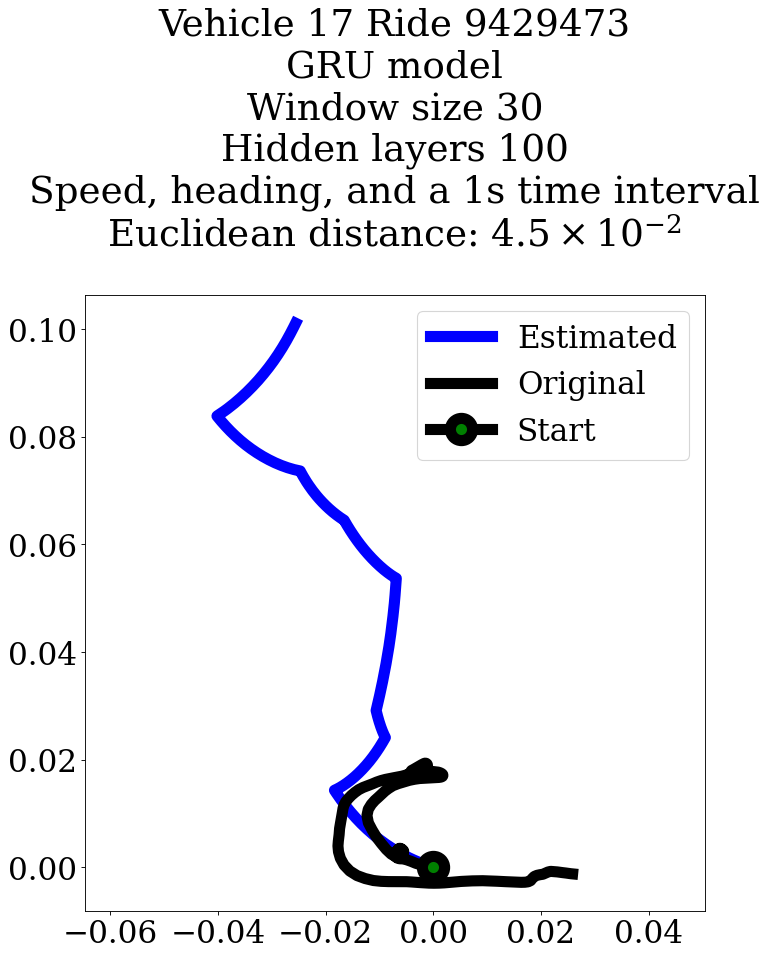 Vehicle 17 Ride 9429473
GRU model
Window size 30
Hidden layers 100
Speed, heading, and a 1s time interval
Euclidean distance: 4.5 × 10⁻²
Estimated
Original
Start
0.10
0.08
0.06
0.04
0.02
0.00
−0.06 −0.04 −0.02 0.00 0.02 0.04